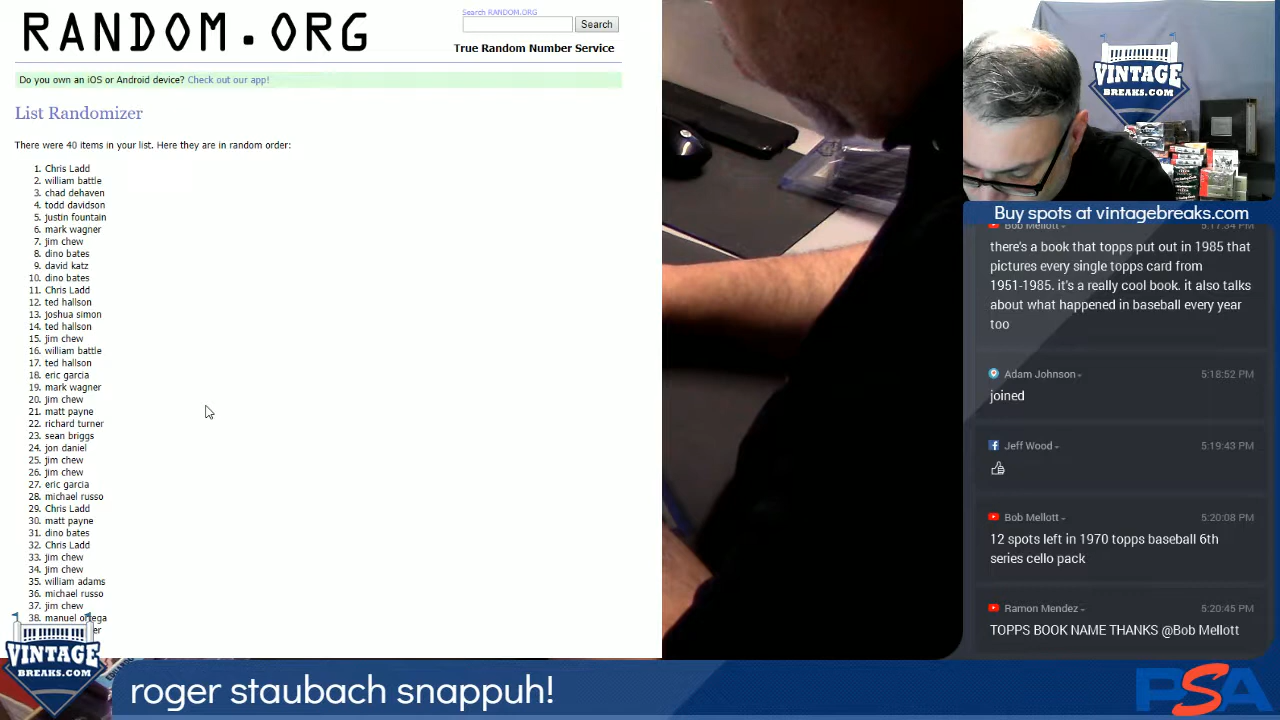 RANDOM.ORG
Search RANDOM.ORG
Search
True Random Number Service
Do you own an iOS or Android device? Check out our app!
List Randomizer
There were 40 items in your list. Here they are in random order:
1. Chris Ladd
2. william battle
3. chad dehaven
4. todd davidson
5. justin fountain
6. mark wagner
7. jim chew
8. dino bates
9. david katz
10. dino bates
11. Chris Ladd
12. ted hallson
13. joshua simon
14. ted hallson
15. jim chew
16. william battle
17. ted hallson
18. eric garcia
19. mark wagner
20. jim chew
21. matt payne
22. richard turner
23. sean briggs
24. jon daniel
25. jim chew
26. jim chew
27. eric garcia
28. michael russo
29. Chris Ladd
30. matt payne
31. dino bates
32. Chris Ladd
33. jim chew
34. jim chew
35. william adams
36. michael russo
37. jim chew
38. manuel ortega
VINTAGE
BREAKS.COM
roger staubach snappuh!
VINTAGE
BREAKS.COM
Buy spots at vintagebreaks.com
Bob Mellott 5:17:34 PM
there's a book that topps put out in 1985 that
pictures every single topps card from
1951-1985. it's a really cool book. it also talks
about what happened in baseball every year
too
Adam Johnson 5:18:52 PM
joined
Jeff Wood 5:19:43 PM
Bob Mellott 5:20:08 PM
12 spots left in 1970 topps baseball 6th
series cello pack
Ramon Mendez 5:20:45 PM
TOPPS BOOK NAME THANKS @Bob Mellott
PSA